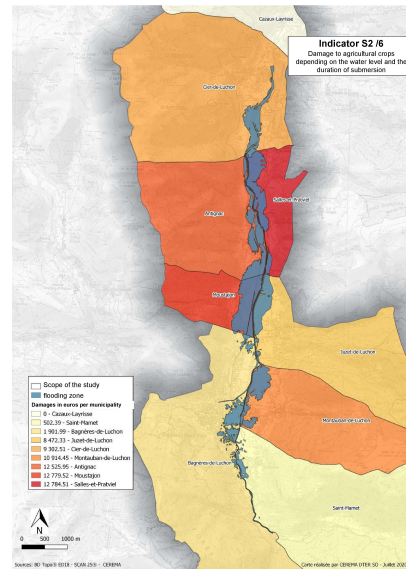 Cazaux-Layrisse
Indicator S2 /6
Damage to agricultural crops
depending on the water level and the
duration of submersion
Cier-de-Luchon
Salles-et-Pratviel
Antignac
Moustajon
Juzet-de-Luchon
Montauban-de-Luchon
Bagnères-de-Luchon
Saint-Mamet
Scope of the study
flooding zone
Damages in euros per municipality
0 - Cazaux-Layrisse
502.39 - Saint-Mamet
1 901.99 - Bagnères-de-Luchon
8 472.33 - Juzet-de-Luchon
9 302,51 - Cier-de-Luchon
10 914.45 - Montauban-de-Luchon
12 525.95 - Antignac
12 779,52 - Moustajon
12 784,51 - Salles-et-Pratviel
N
0 500 1000 m
Sources: BD Topo® ED18 - SCAN 25® - CEREMA
Carte réalisée par CEREMA DTER SO - Juillet 2020